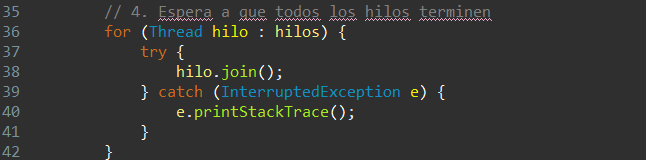 35 // 4. Espera a que todos los hilos terminen
36 for (Thread hilo : hilos) {
37 try {
38 hilo.join();
39 } catch (InterruptedException e) {
40 e.printStackTrace();
41 }
42 }